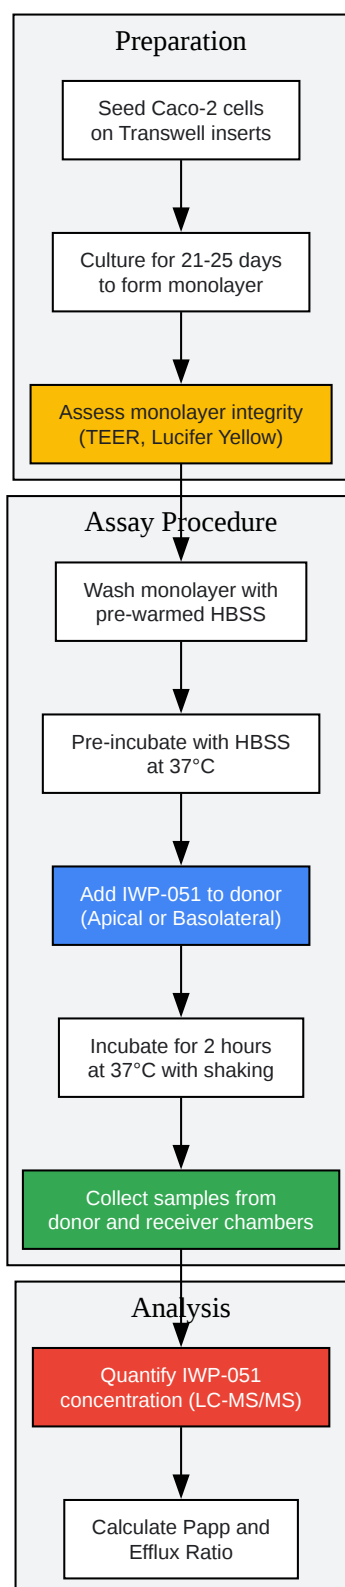 Preparation
Seed Caco-2 cells
on Transwell inserts
Culture for 21-25 days
to form monolayer
Assess monolayer integrity
(TEER, Lucifer Yellow)
Assay Procedure
Wash monolayer with
pre-warmed HBSS
Pre-incubate with HBSS
at 37°C
Add IWP-051 to donor
(Apical or Basolateral)
Incubate for 2 hours
at 37°C with shaking
Collect samples from
donor and receiver chambers
Analysis
Quantify IWP-051
concentration (LC-MS/MS)
Calculate Papp and
Efflux Ratio